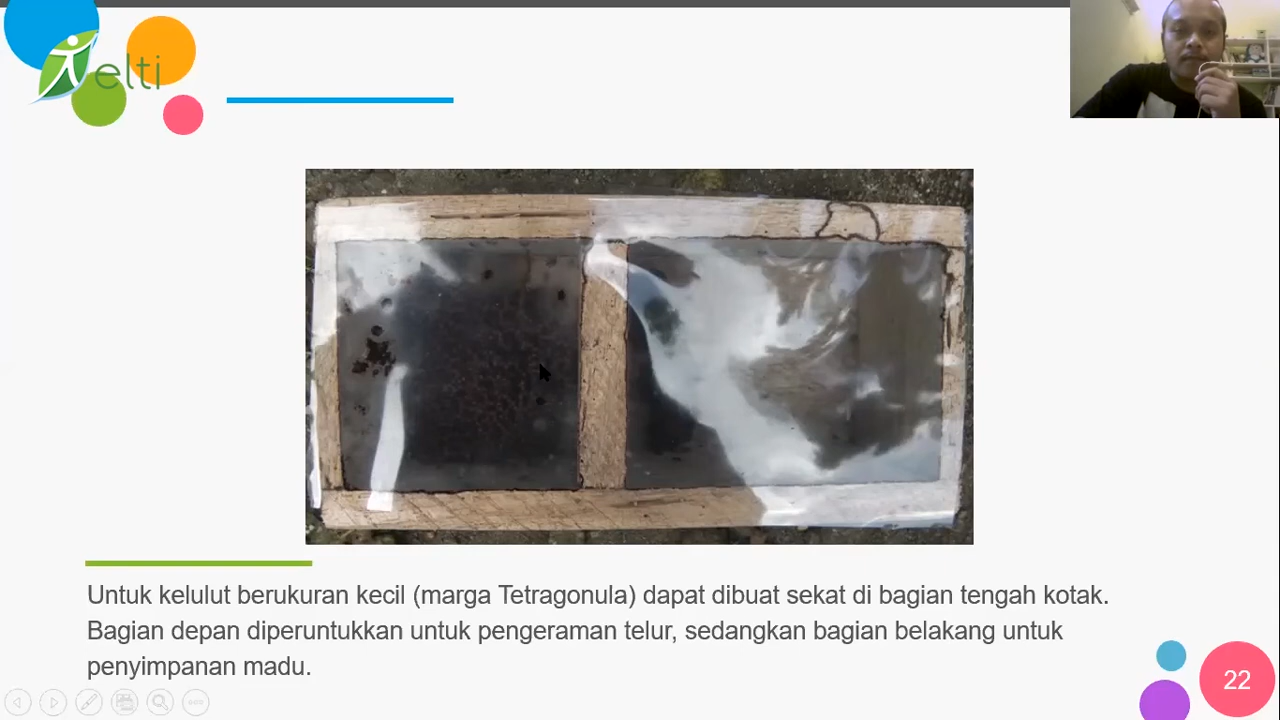 elti
Untuk kelulut berukuran kecil (marga Tetragonula) dapat dibuat sekat di bagian tengah kotak.
Bagian depan diperuntukkan untuk pengeraman telur, sedangkan bagian belakang untuk
penyimpanan madu.
22